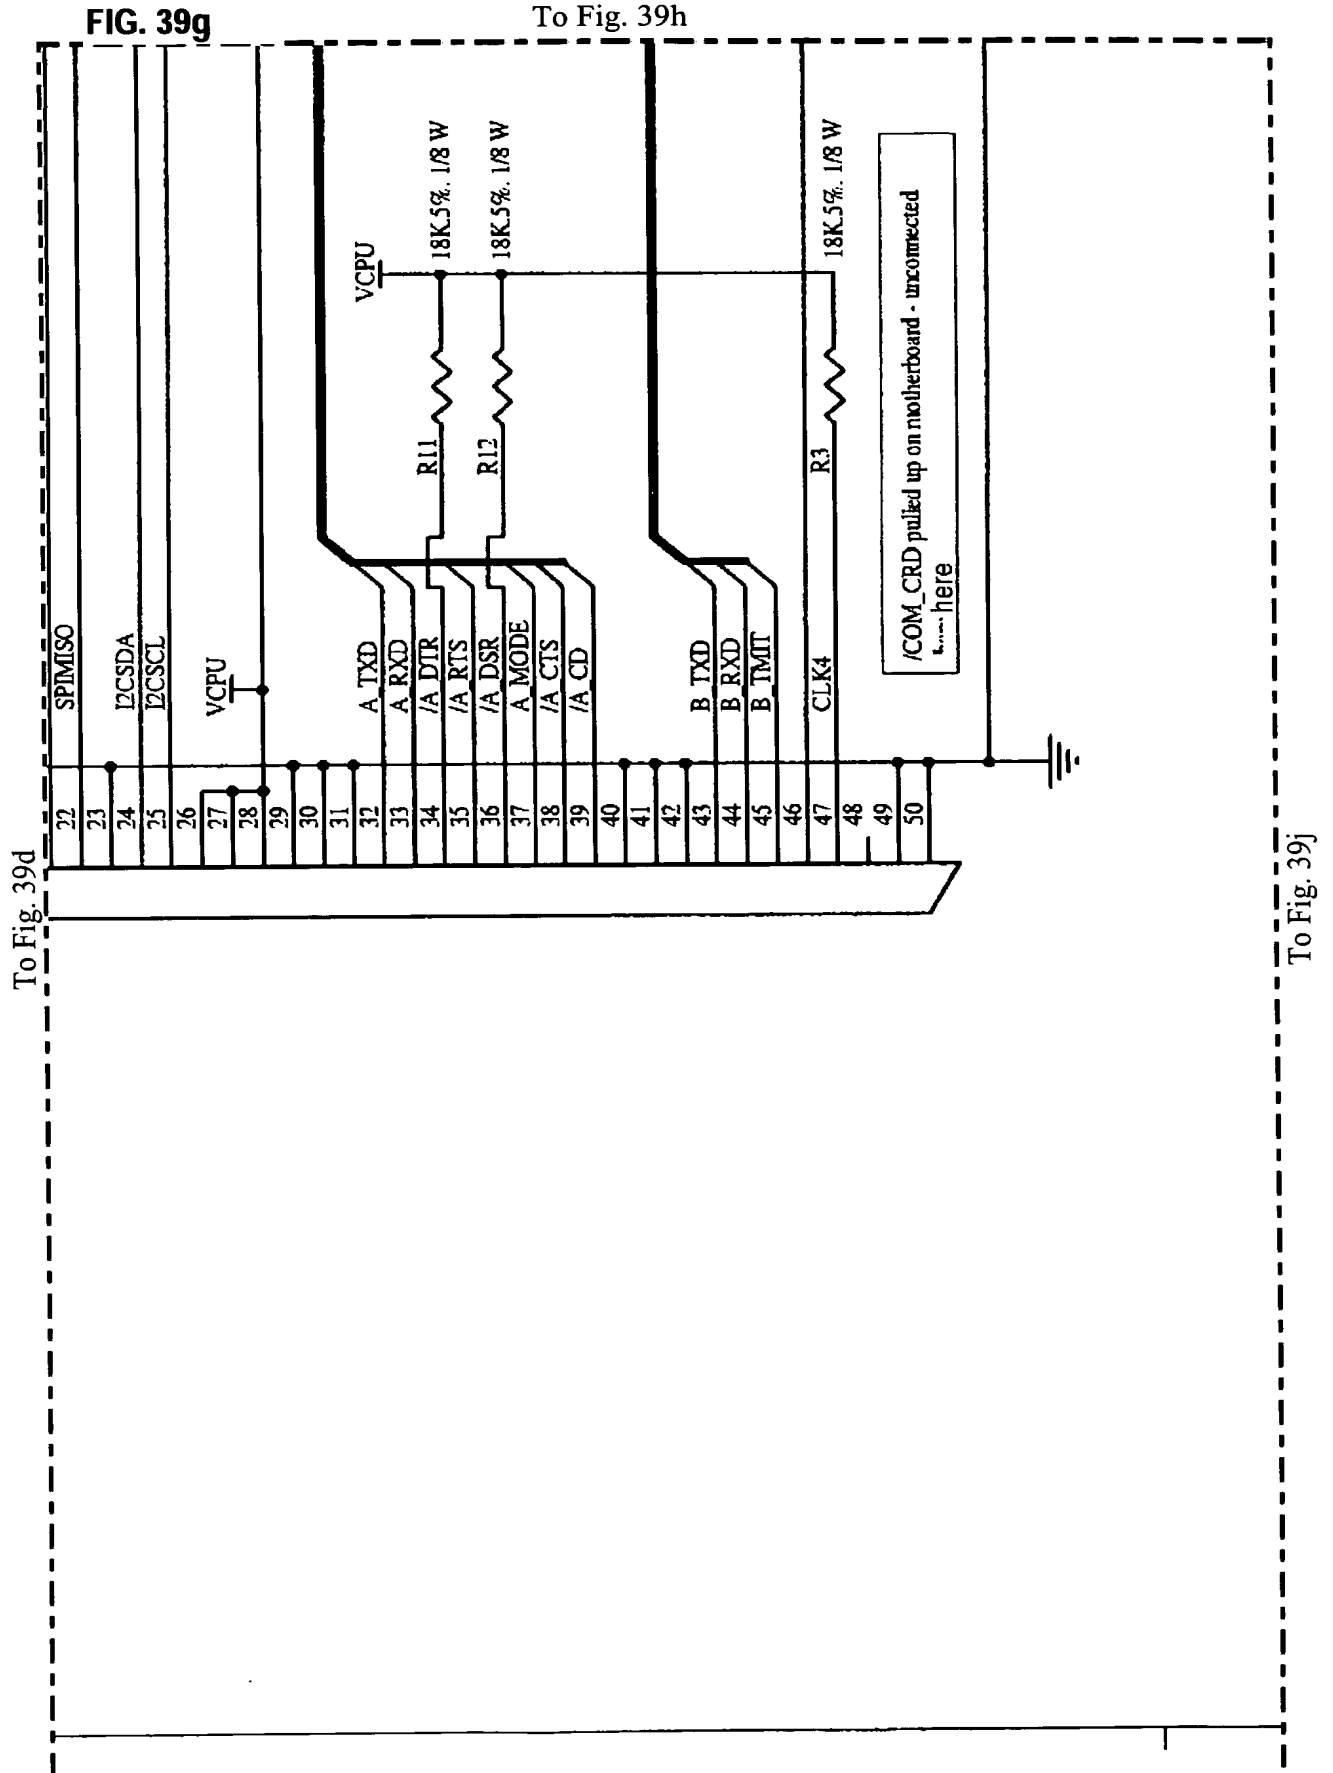 FIG. 39g
To Fig. 39h
To Fig. 39d
To Fig. 39j
SPIMISO
I2CSDA
I2CSCL
VCPU
A_TXD
A_RXD
/A_DTR
/A_RTS
/A_DSR
A_MODE
/A_CTS
/A_CD
B_TXD
B_RXD
B_TMIT
CLK4
22
23
24
25
26
27
28
29
30
31
32
33
34
35
36
37
38
39
40
41
42
43
44
45
46
47
48
49
50
VCPU
R11
18K.5%. 1/8 W
R12
18K.5%. 1/8 W
R3
18K.5%. 1/8 W
/COM_CRD pulled up on motherboard - unconnected
here